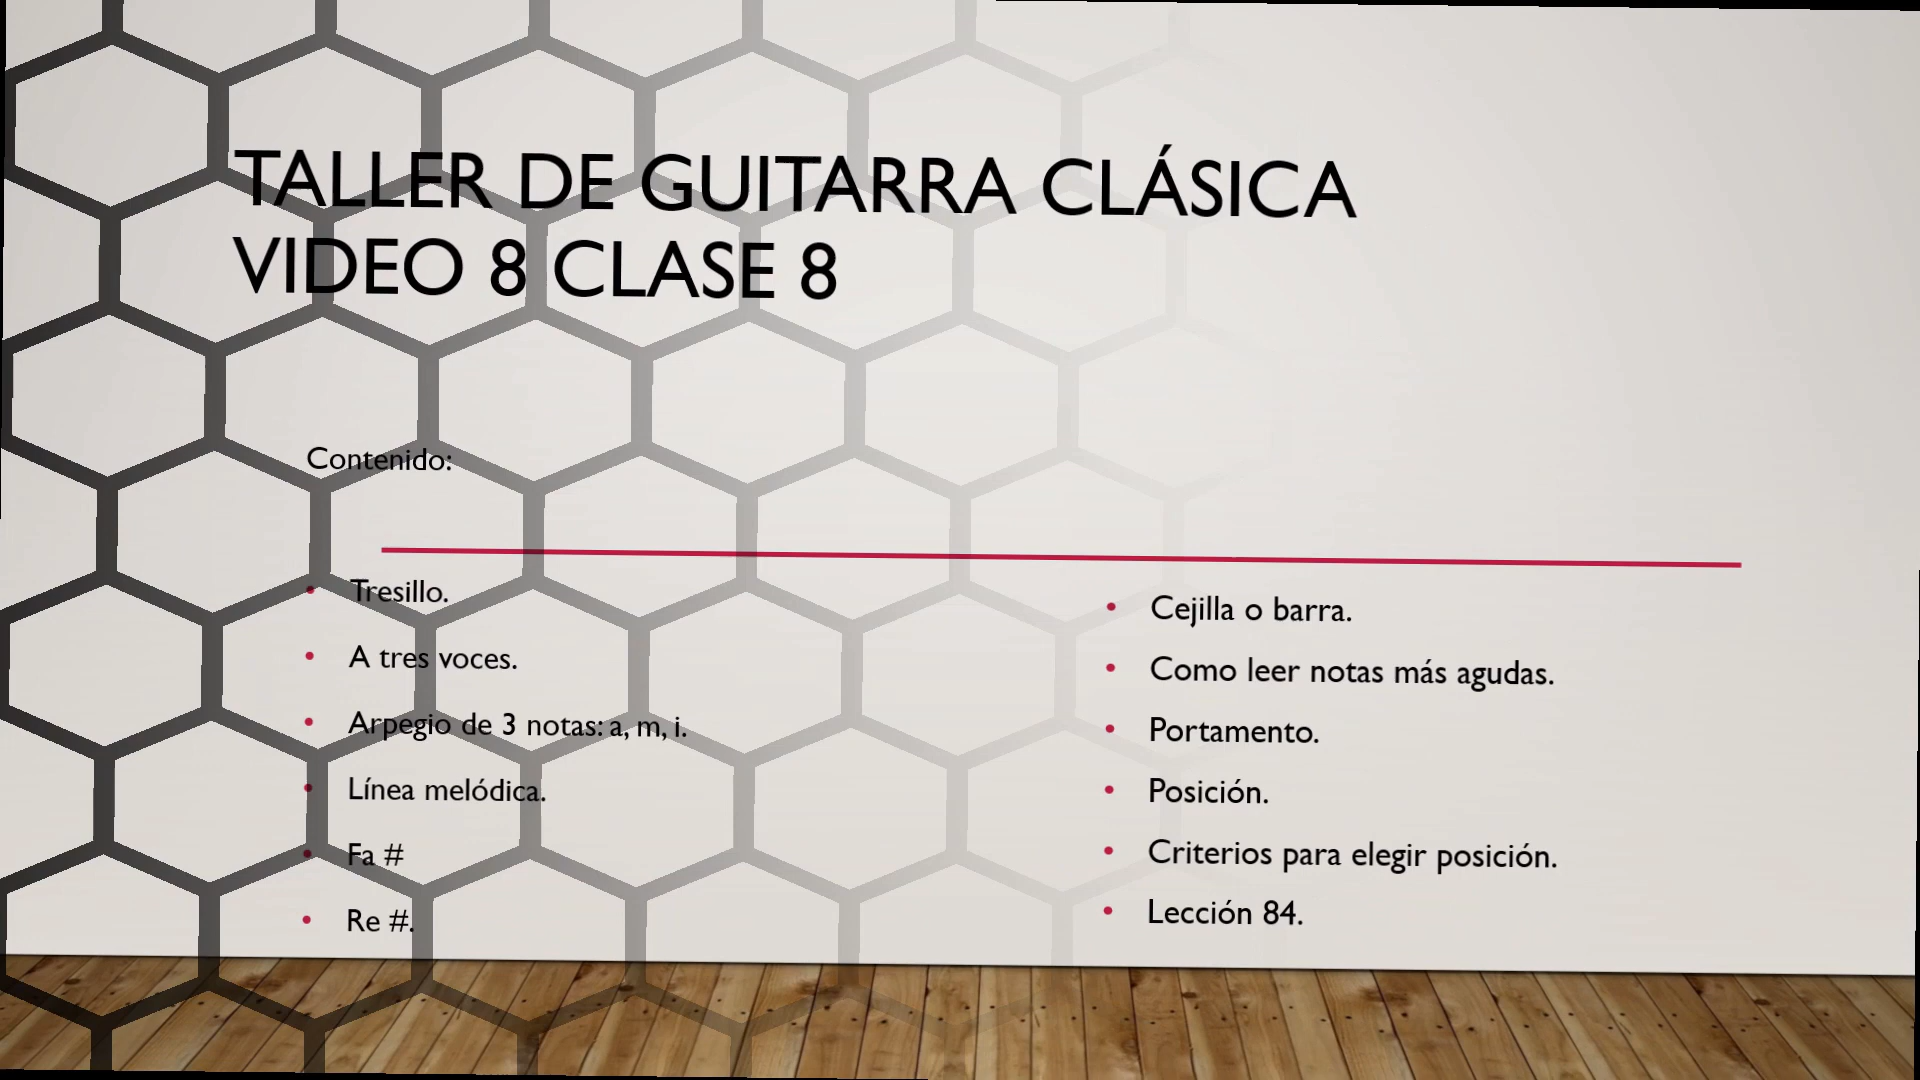 TALLER DE GUITARRA CLÁSICA
VIDEO 8 CLASE 8
Contenido:
• Tresillo.
• A tres voces.
• Arpegio de 3 notas: a, m, i.
• Línea melódica.
• Fa #
• Re #.
• Cejilla o barra.
• Como leer notas más agudas.
• Portamento.
• Posición.
• Criterios para elegir posición.
• Lección 84.